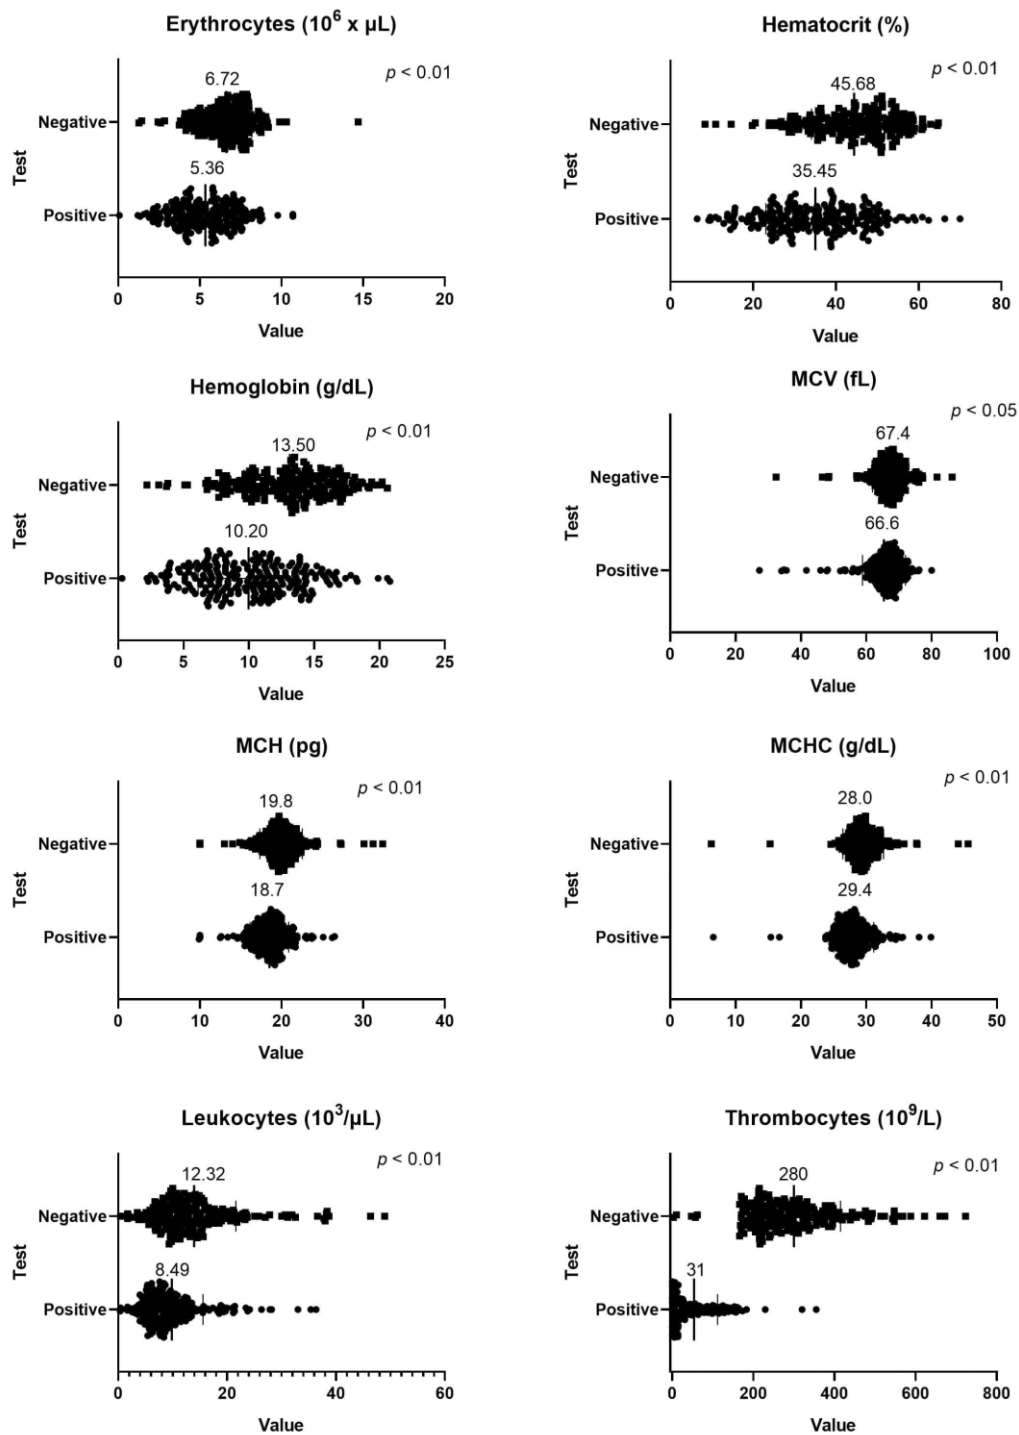 Erythrocytes (10⁶ x µL)
p < 0.01
6.72
Negative
5.36
Positive
Test
0 5 10 15 20
Value
Hematocrit (%)
p < 0.01
45.68
Negative
35.45
Positive
Test
0 20 40 60 80
Value
Hemoglobin (g/dL)
p < 0.01
13.50
Negative
10.20
Positive
Test
0 5 10 15 20 25
Value
MCV (fL)
p < 0.05
67.4
Negative
66.6
Positive
Test
0 20 40 60 80 100
Value
MCH (pg)
p < 0.01
19.8
Negative
18.7
Positive
Test
0 10 20 30 40
Value
MCHC (g/dL)
p < 0.01
28.0
Negative
29.4
Positive
Test
0 10 20 30 40 50
Value
Leukocytes (10³/µL)
p < 0.01
12.32
Negative
8.49
Positive
Test
0 20 40 60
Value
Thrombocytes (10⁹/L)
p < 0.01
280
Negative
31
Positive
Test
0 200 400 600 800
Value